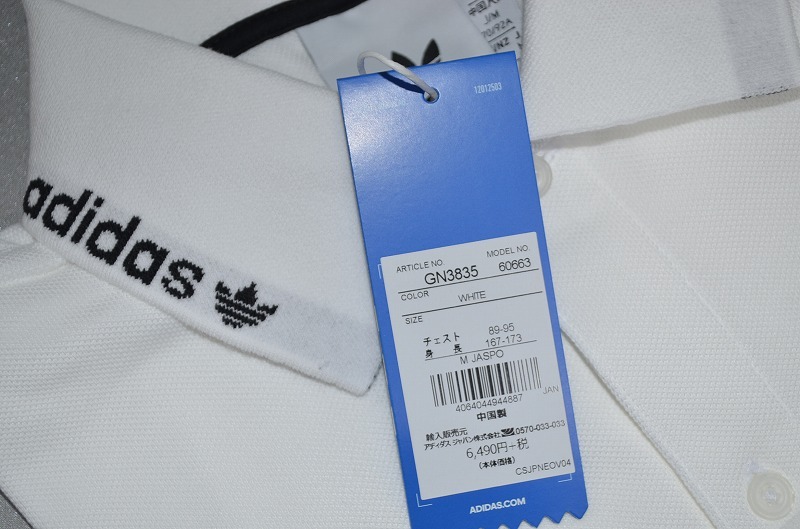 adidas
12012503
ARTICLE NO. MODEL NO.
GN3835 60663
COLOR
WHITE
SIZE
チェスト 89-95
身長 167-173
M JASPO
4064044944887 JAN
中国製
輸入販売元
アディダス ジャパン株式会社 0570-033-033
6,490円+税
(本体価格)
CSJPNEOV04
ADIDAS.COM